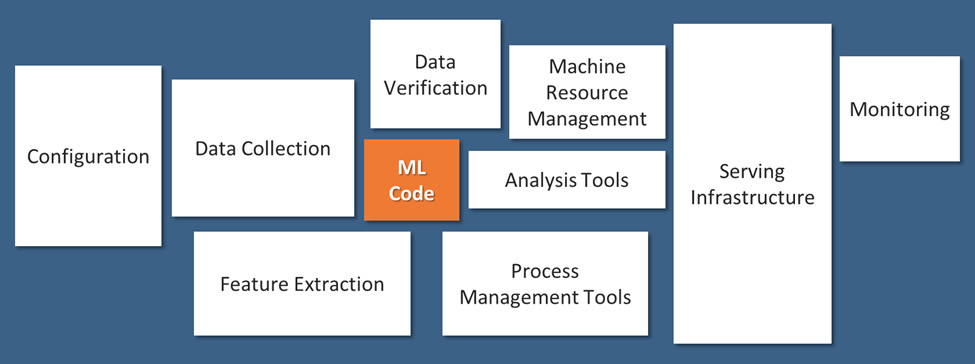 Configuration
Data Collection
Data
Verification
ML
Code
Feature Extraction
Machine
Resource
Management
Analysis Tools
Process
Management Tools
Serving
Infrastructure
Monitoring